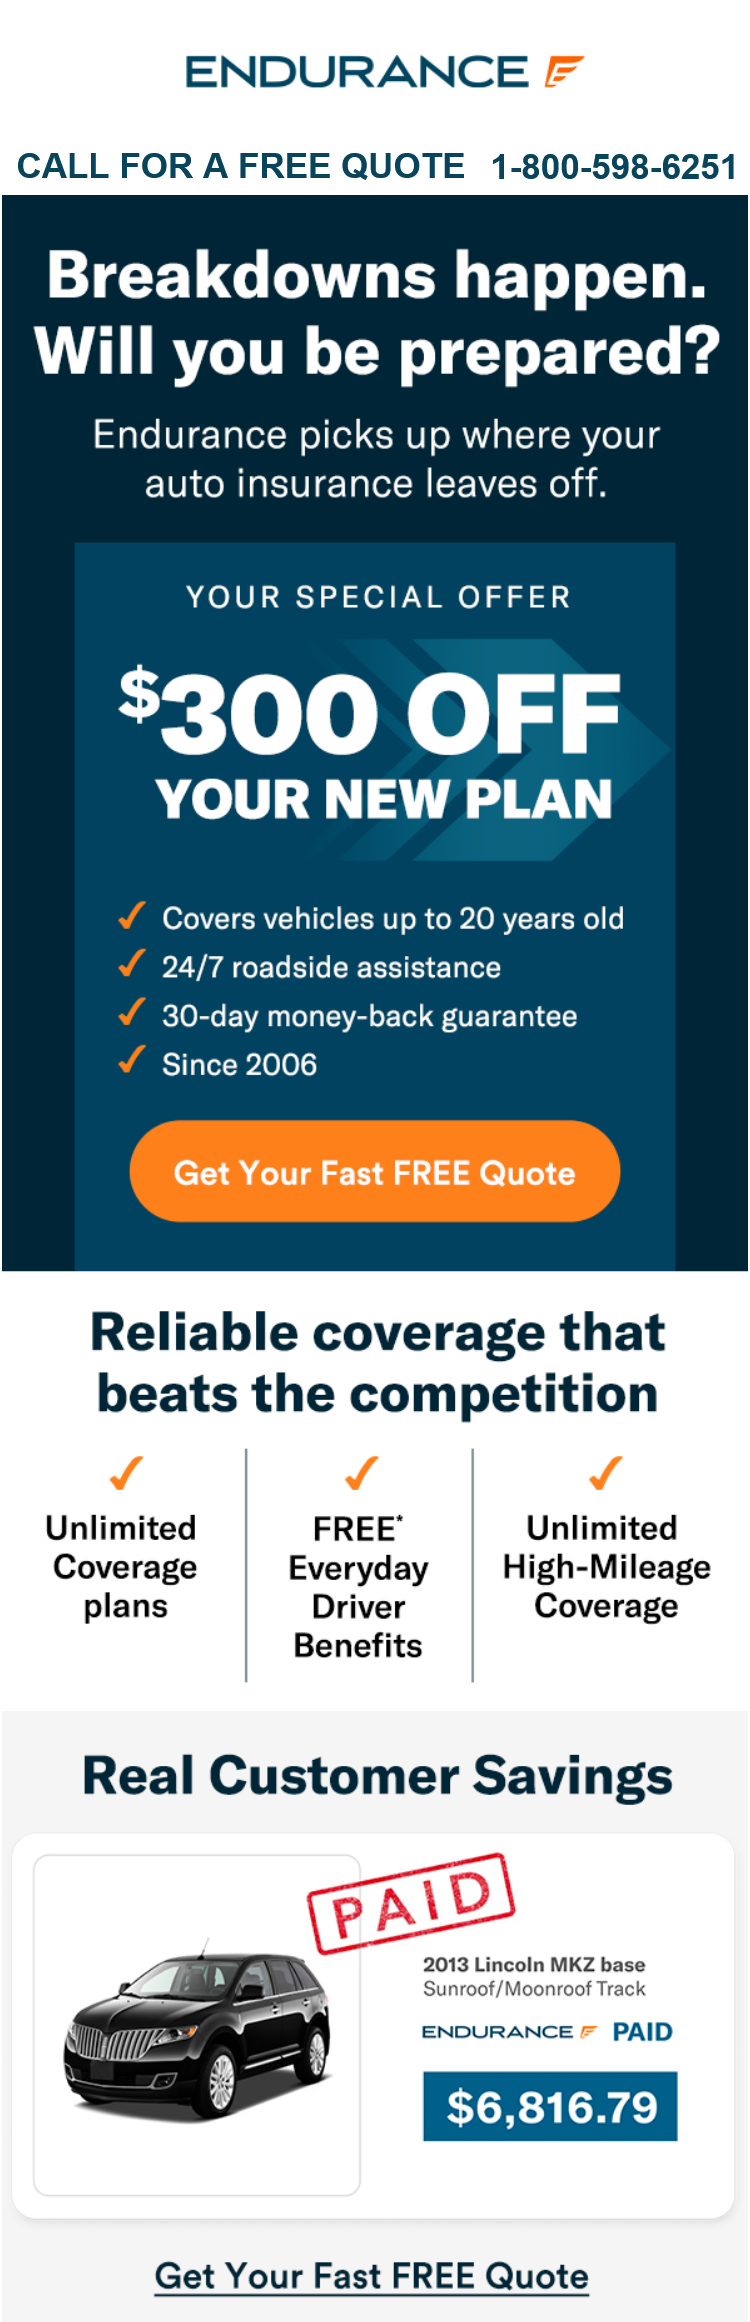 ENDURANCE
CALL FOR A FREE QUOTE 1-800-598-6251
Breakdowns happen.
Will you be prepared?
Endurance picks up where your
auto insurance leaves off.
YOUR SPECIAL OFFER
$300 OFF
YOUR NEW PLAN
✓ Covers vehicles up to 20 years old
✓ 24/7 roadside assistance
✓ 30-day money-back guarantee
✓ Since 2006
Get Your Fast FREE Quote
Reliable coverage that
beats the competition
Unlimited
Coverage
plans
FREE*
Everyday
Driver
Benefits
Unlimited
High-Mileage
Coverage
Real Customer Savings
PAID
2013 Lincoln MKZ base
Sunroof/Moonroof Track
ENDURANCE PAID
$6,816.79
Get Your Fast FREE Quote